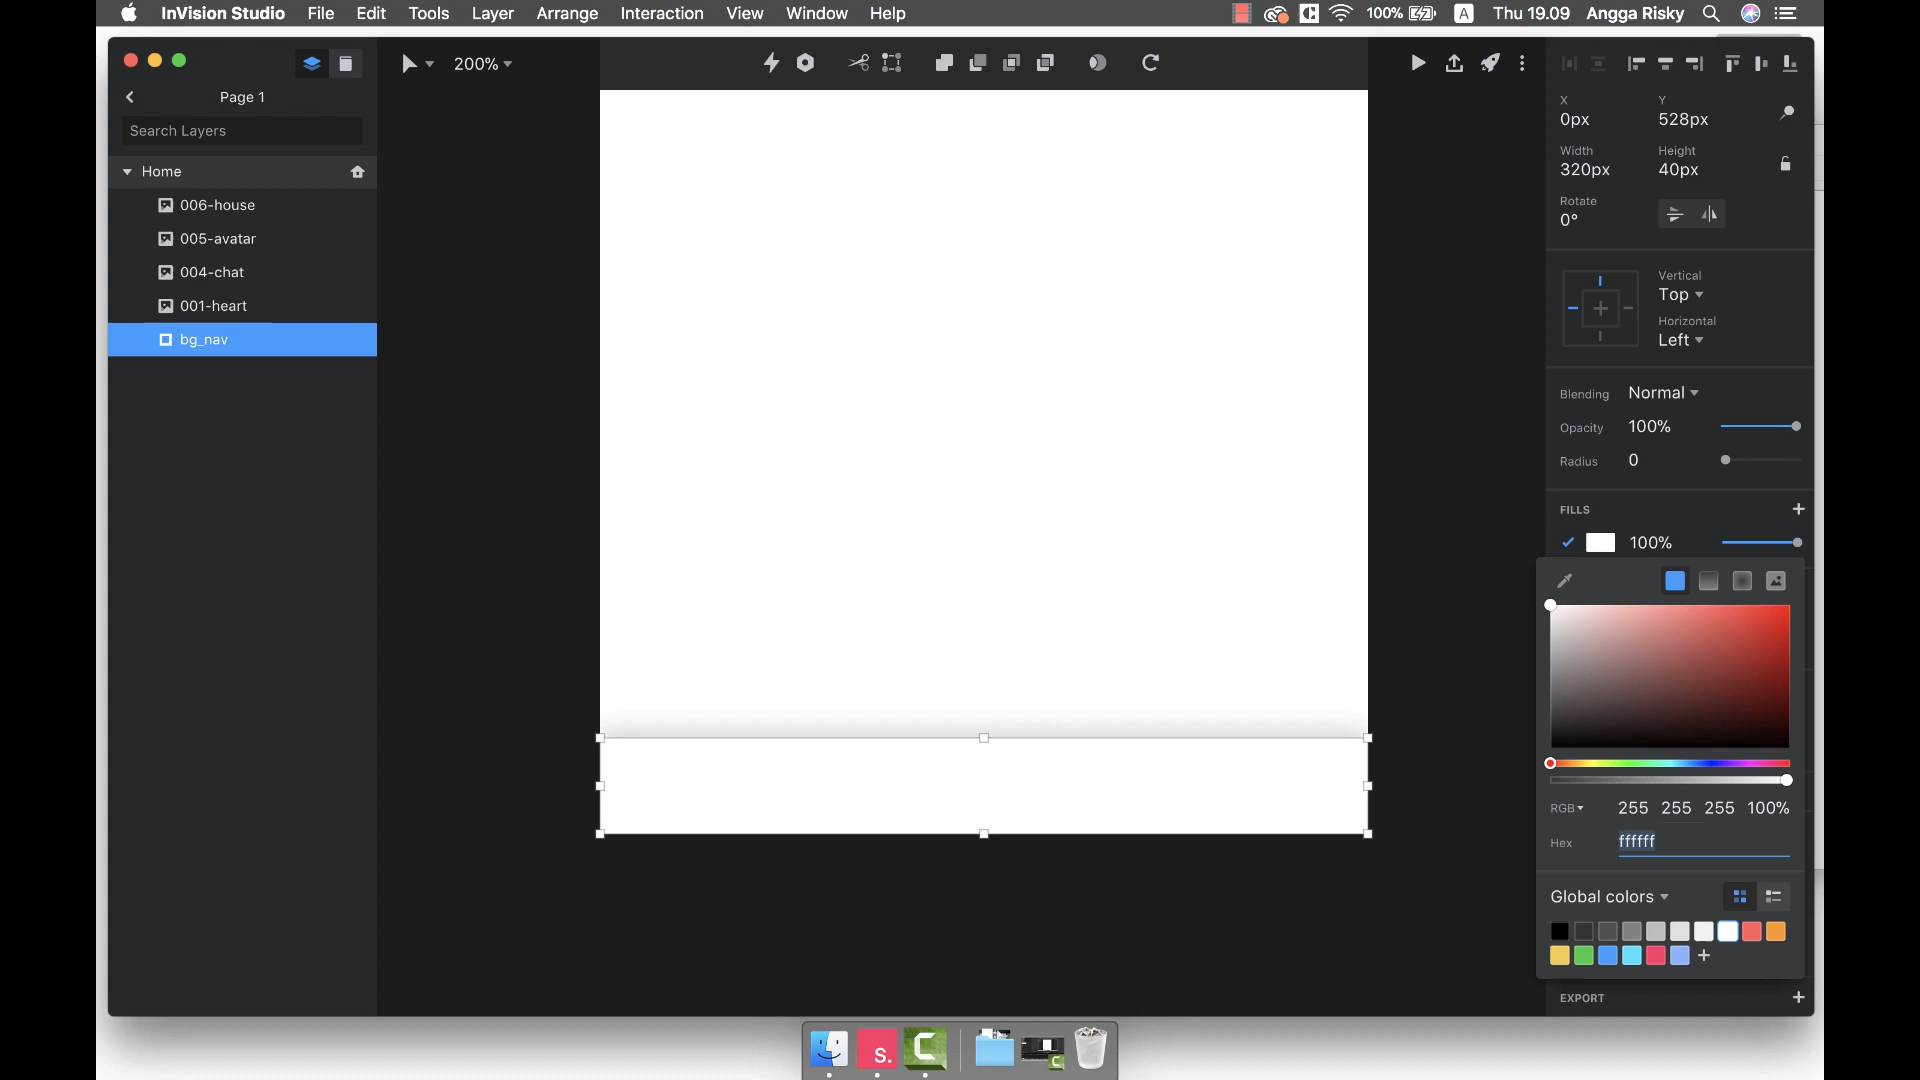 InVision Studio File Edit Tools Layer Arrange Interaction View Window Help 100% A Thu 19.09 Angga Risky
200%
Page 1
Search Layers
Home
006-house
005-avatar
004-chat
001-heart
bg_nav
X Y
0px 528px
Width Height
320px 40px
Rotate
0°
Vertical
Top
Horizontal
Left
Blending Normal
Opacity 100%
Radius 0
FILLS
100%
RGB 255 255 255 100%
Hex ffffff
Global colors
EXPORT
s.